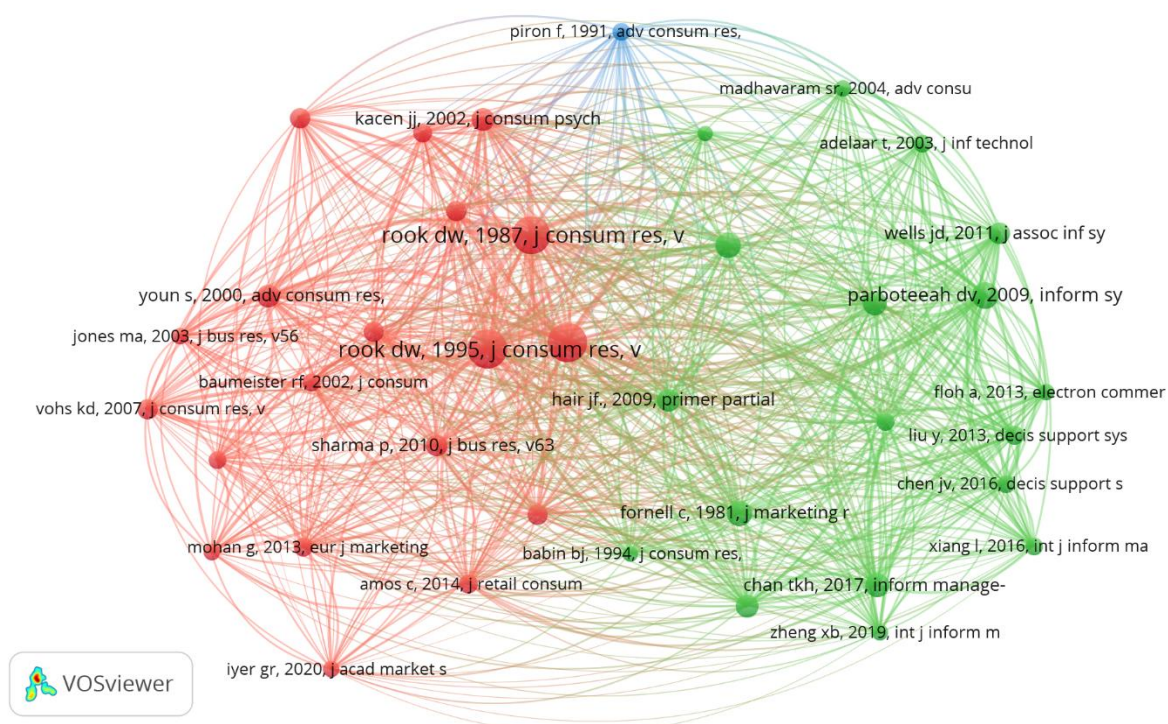 piron f, 1991, adv consum res,
madhavaram sr, 2004, adv consu
kacen jj, 2002, j consum psych
adelaar t, 2003, j inf technol
rook dw, 1987, j consum res, v
wells jd, 2011, j assoc inf sy
youn s, 2000, adv consum res,
parboteeah dv, 2009, inform sy
jones ma, 2003, j bus res, v56
rook dw, 1995, j consum res, v
baumeister rf, 2002, j consum
hair jf., 2009, primer partial
floh a, 2013, electron commer
vohs kd, 2007, j consum res, v
liu y, 2013, decis support sys
sharma p, 2010, j bus res, v63
chen jv, 2016, decis support s
fornell c, 1981, j marketing r
mohan g, 2013, eur j marketing
babin bj, 1994, j consum res,
xiang l, 2016, int j inform ma
amos c, 2014, j retail consum
chan tkh, 2017, inform manage-
zheng xb, 2019, int j inform m
iyer gr, 2020, j acad market s
VOSviewer